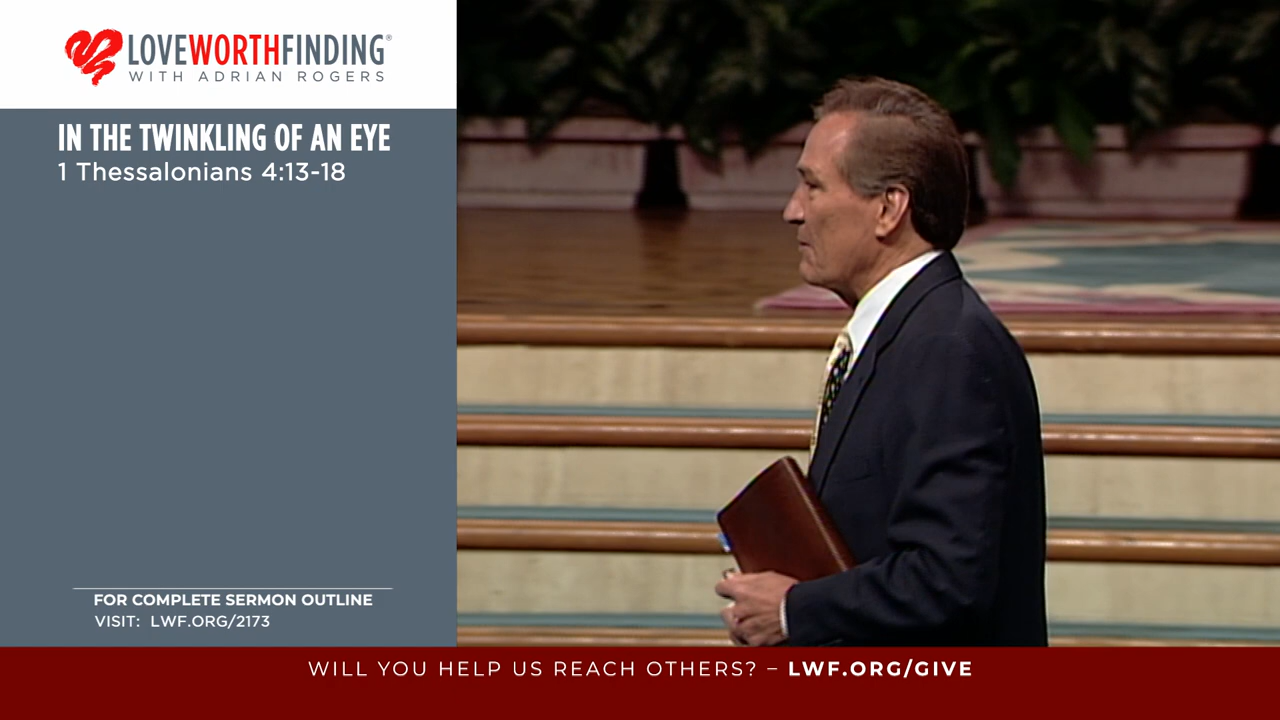 LOVEWORTHFINDING®
WITH ADRIAN ROGERS
IN THE TWINKLING OF AN EYE
1 Thessalonians 4:13-18
FOR COMPLETE SERMON OUTLINE
VISIT: LWF.ORG/2173
WILL YOU HELP US REACH OTHERS? – LWF.ORG/GIVE